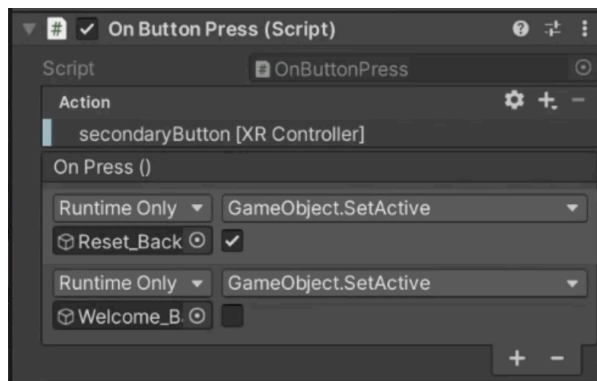 On Button Press (Script)
Script OnButtonPress
Action
secondaryButton [XR Controller]
On Press ()
Runtime Only GameObject.SetActive
Reset_Back
Runtime Only GameObject.SetActive
Welcome_B